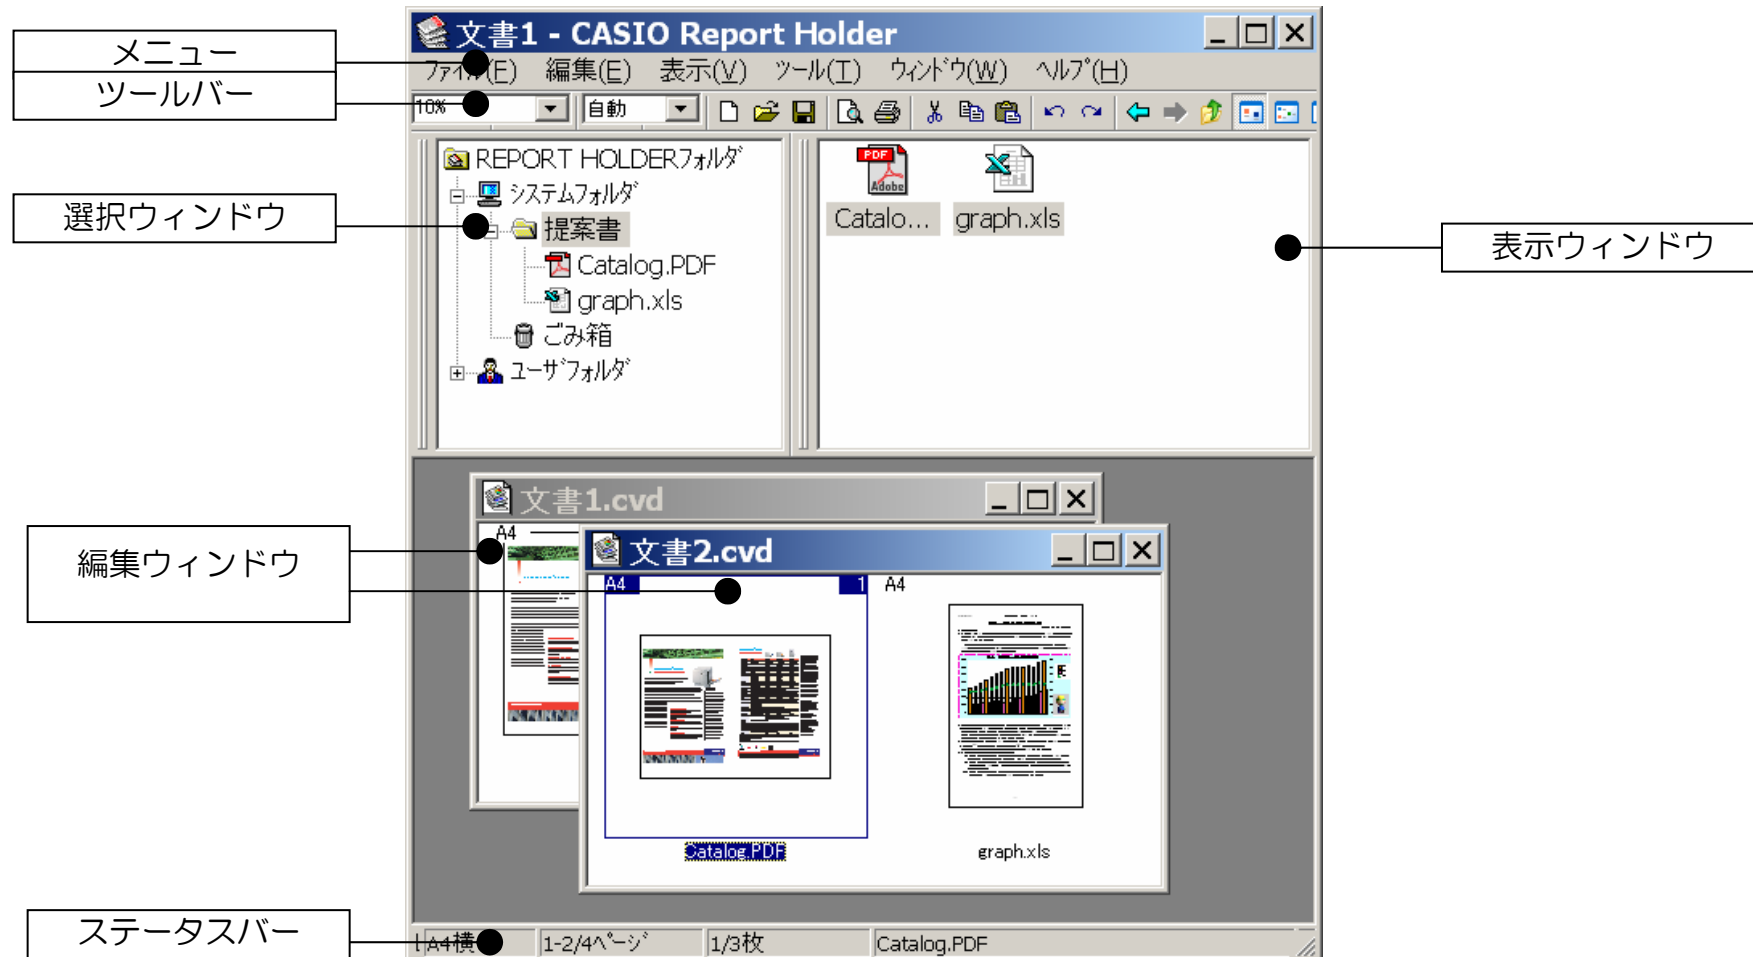 文書1 - CASIO Report Holder
メニュー
ファイル(F) 編集(E) 表示(V) ツール(T) ウィンドウ(W) ヘルプ(H)
ツールバー
10% 自動
REPORT HOLDERフォルダ
システムフォルダ
選択ウィンドウ
提案書
Catalog.PDF
graph.xls
ごみ箱
ユーザフォルダ
PDF
Adobe
Catalo...
graph.xls
表示ウィンドウ
文書1.cvd
A4
編集ウィンドウ
文書2.cvd
A4 1
A4
Catalog.PDF
graph.xls
ステータスバー
A4横 1-2/4ページ 1/3枚 Catalog.PDF